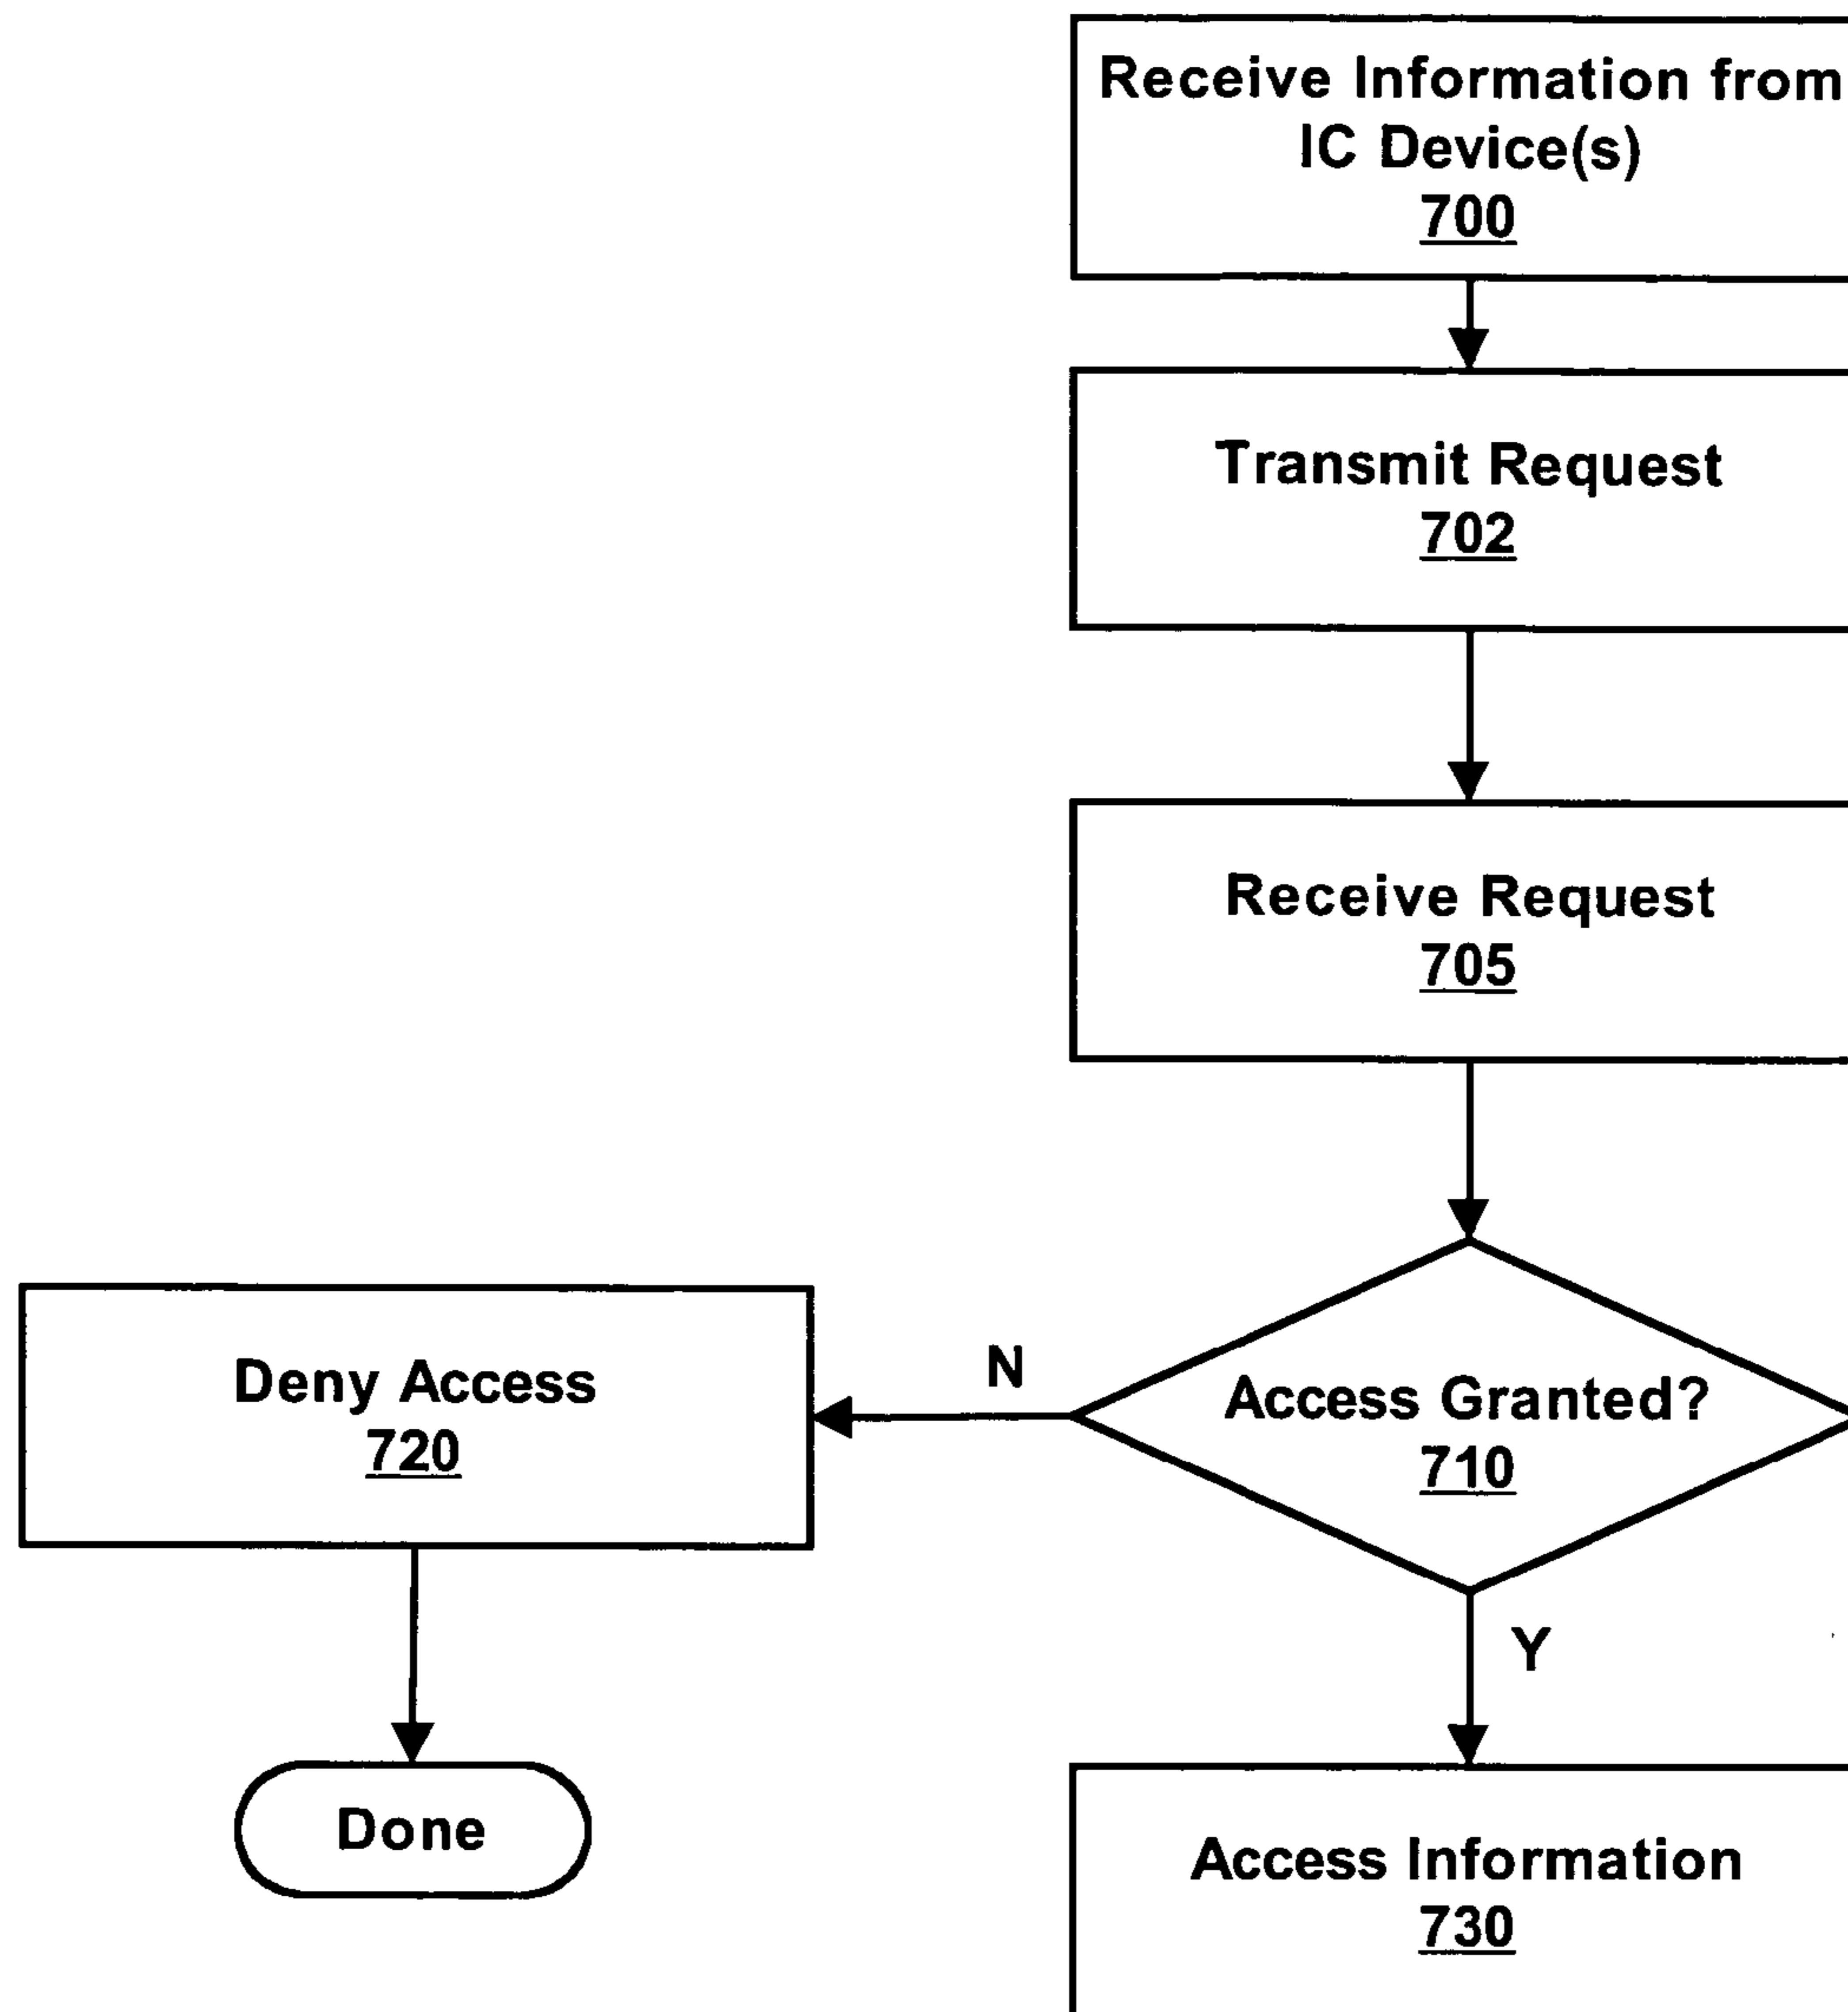 Receive Information from
IC Device(s)
700
Transmit Request
702
Receive Request
705
Access Granted?
710
N
Deny Access
720
Done
Y
Access Information
730